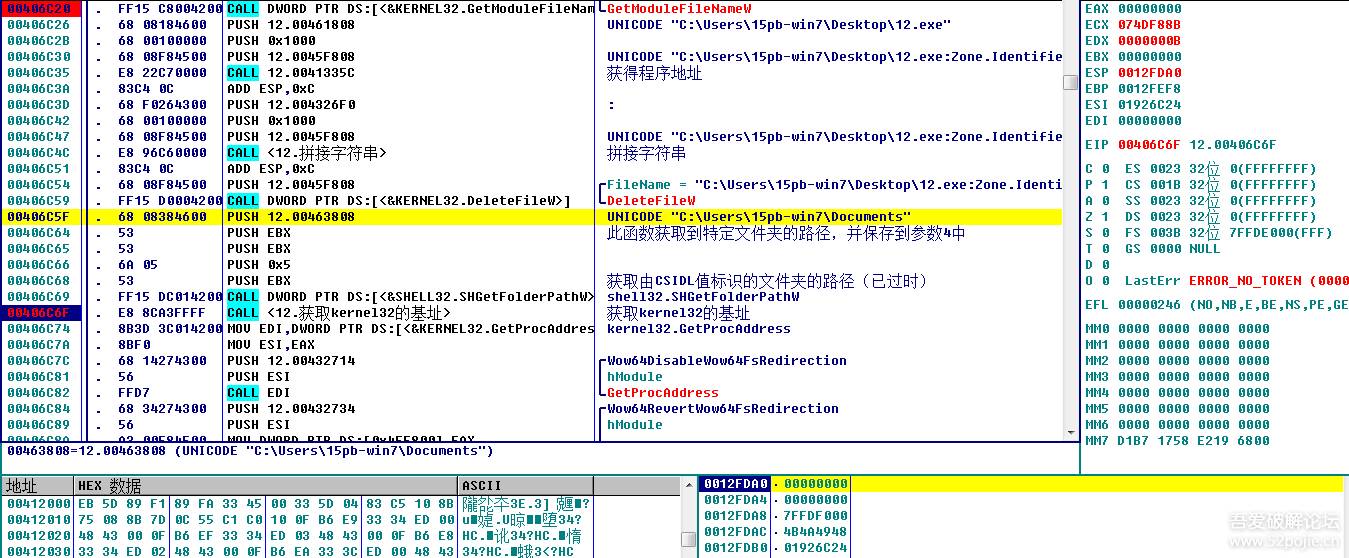 00406C20 . FF15 C8004200 CALL DWORD PTR DS:[<&KERNEL32.GetModuleFileNam GetModuleFileNameW
00406C26 . 68 08184600 PUSH 12.00461808 UNICODE "C:\Users\15pb-win7\Desktop\12.exe"
00406C2B . 68 00100000 PUSH 0x1000
00406C30 . 68 08F84500 PUSH 12.0045F808 UNICODE "C:\Users\15pb-win7\Desktop\12.exe:Zone.Identifie
00406C35 . E8 22C70000 CALL 12.0041335C 获得程序地址
00406C3A . 83C4 0C ADD ESP,0xC
00406C3D . 68 F0264300 PUSH 12.004326F0 :
00406C42 . 68 00100000 PUSH 0x1000
00406C47 . 68 08F84500 PUSH 12.0045F808 UNICODE "C:\Users\15pb-win7\Desktop\12.exe:Zone.Identifie
00406C4C . E8 96C60000 CALL <12.拼接字符串> 拼接字符串
00406C51 . 83C4 0C ADD ESP,0xC
00406C54 . 68 08F84500 PUSH 12.0045F808 FileName = "C:\Users\15pb-win7\Desktop\12.exe:Zone.Identi
00406C59 . FF15 D0004200 CALL DWORD PTR DS:[<&KERNEL32.DeleteFileW>] DeleteFileW
00406C5F . 68 08384600 PUSH 12.00463808 UNICODE "C:\Users\15pb-win7\Documents"
00406C64 . 53 PUSH EBX 此函数获取到特定文件夹的路径，并保存到参数4中
00406C65 . 53 PUSH EBX
00406C66 . 6A 05 PUSH 0x5
00406C68 . 53 PUSH EBX 获取由CSIDL值标识的文件夹的路径（已过时）
00406C69 . FF15 DC014200 CALL DWORD PTR DS:[<&SHELL32.SHGetFolderPathW> shell32.SHGetFolderPathW
00406C6F . E8 8CA3FFFF CALL <12.获取kernel32的基址> 获取kernel32的基址
00406C74 . 8B3D 3C014200 MOV EDI,DWORD PTR DS:[<&KERNEL32.GetProcAddres kernel32.GetProcAddress
00406C7A . 8BF0 MOV ESI,EAX
00406C7C . 68 14274300 PUSH 12.00432714 Wow64DisableWow64FsRedirection
00406C81 . 56 PUSH ESI hModule
00406C82 . FFD7 CALL EDI GetProcAddress
00406C84 . 68 34274300 PUSH 12.00432734 Wow64RevertWow64FsRedirection
00406C89 . 56 PUSH ESI hModule
00463808=12.00463808 (UNICODE "C:\Users\15pb-win7\Documents")
EAX 00000000
ECX 074DF88B
EDX 0000000B
EBX 00000000
ESP 0012FDA0
EBP 0012FEF8
ESI 01926C24
EDI 00000000
EIP 00406C6F 12.00406C6F
C 0 ES 0023 32位 0(FFFFFFFF)
P 1 CS 001B 32位 0(FFFFFFFF)
A 0 SS 0023 32位 0(FFFFFFFF)
Z 1 DS 0023 32位 0(FFFFFFFF)
S 0 FS 003B 32位 7FFDE000(FFF)
T 0 GS 0000 NULL
D 0
O 0 LastErr ERROR_NO_TOKEN (0000
EFL 00000246 (NO,NB,E,BE,NS,PE,GE
MM0 0000 0000 0000 0000
MM1 0000 0000 0000 0000
MM2 0000 0000 0000 0000
MM3 0000 0000 0000 0000
MM4 0000 0000 0000 0000
MM5 0000 0000 0000 0000
MM6 0000 0000 0000 0000
MM7 D1B7 1758 E219 6800
地址 HEX 数据 ASCII
00412000 EB 5D 89 F1 89 FA 33 45 00 33 5D 04 83 C5 10 8B
00412010 75 08 8B 7D 0C 55 C1 C0 10 0F B6 E9 33 34 ED 00
00412020 48 43 00 0F B6 EF 33 34 ED 03 48 43 00 0F B6 E8
00412030 33 34 ED 02 48 43 00 0F B6 EA 33 3C ED 00 48 43
0012FDA0 00000000
0012FDA4 00000000
0012FDA8 7FFDF000
0012FDAC 4B4A4948
0012FDB0 01926C24
吾爱破解论坛
www.52pojie.cn